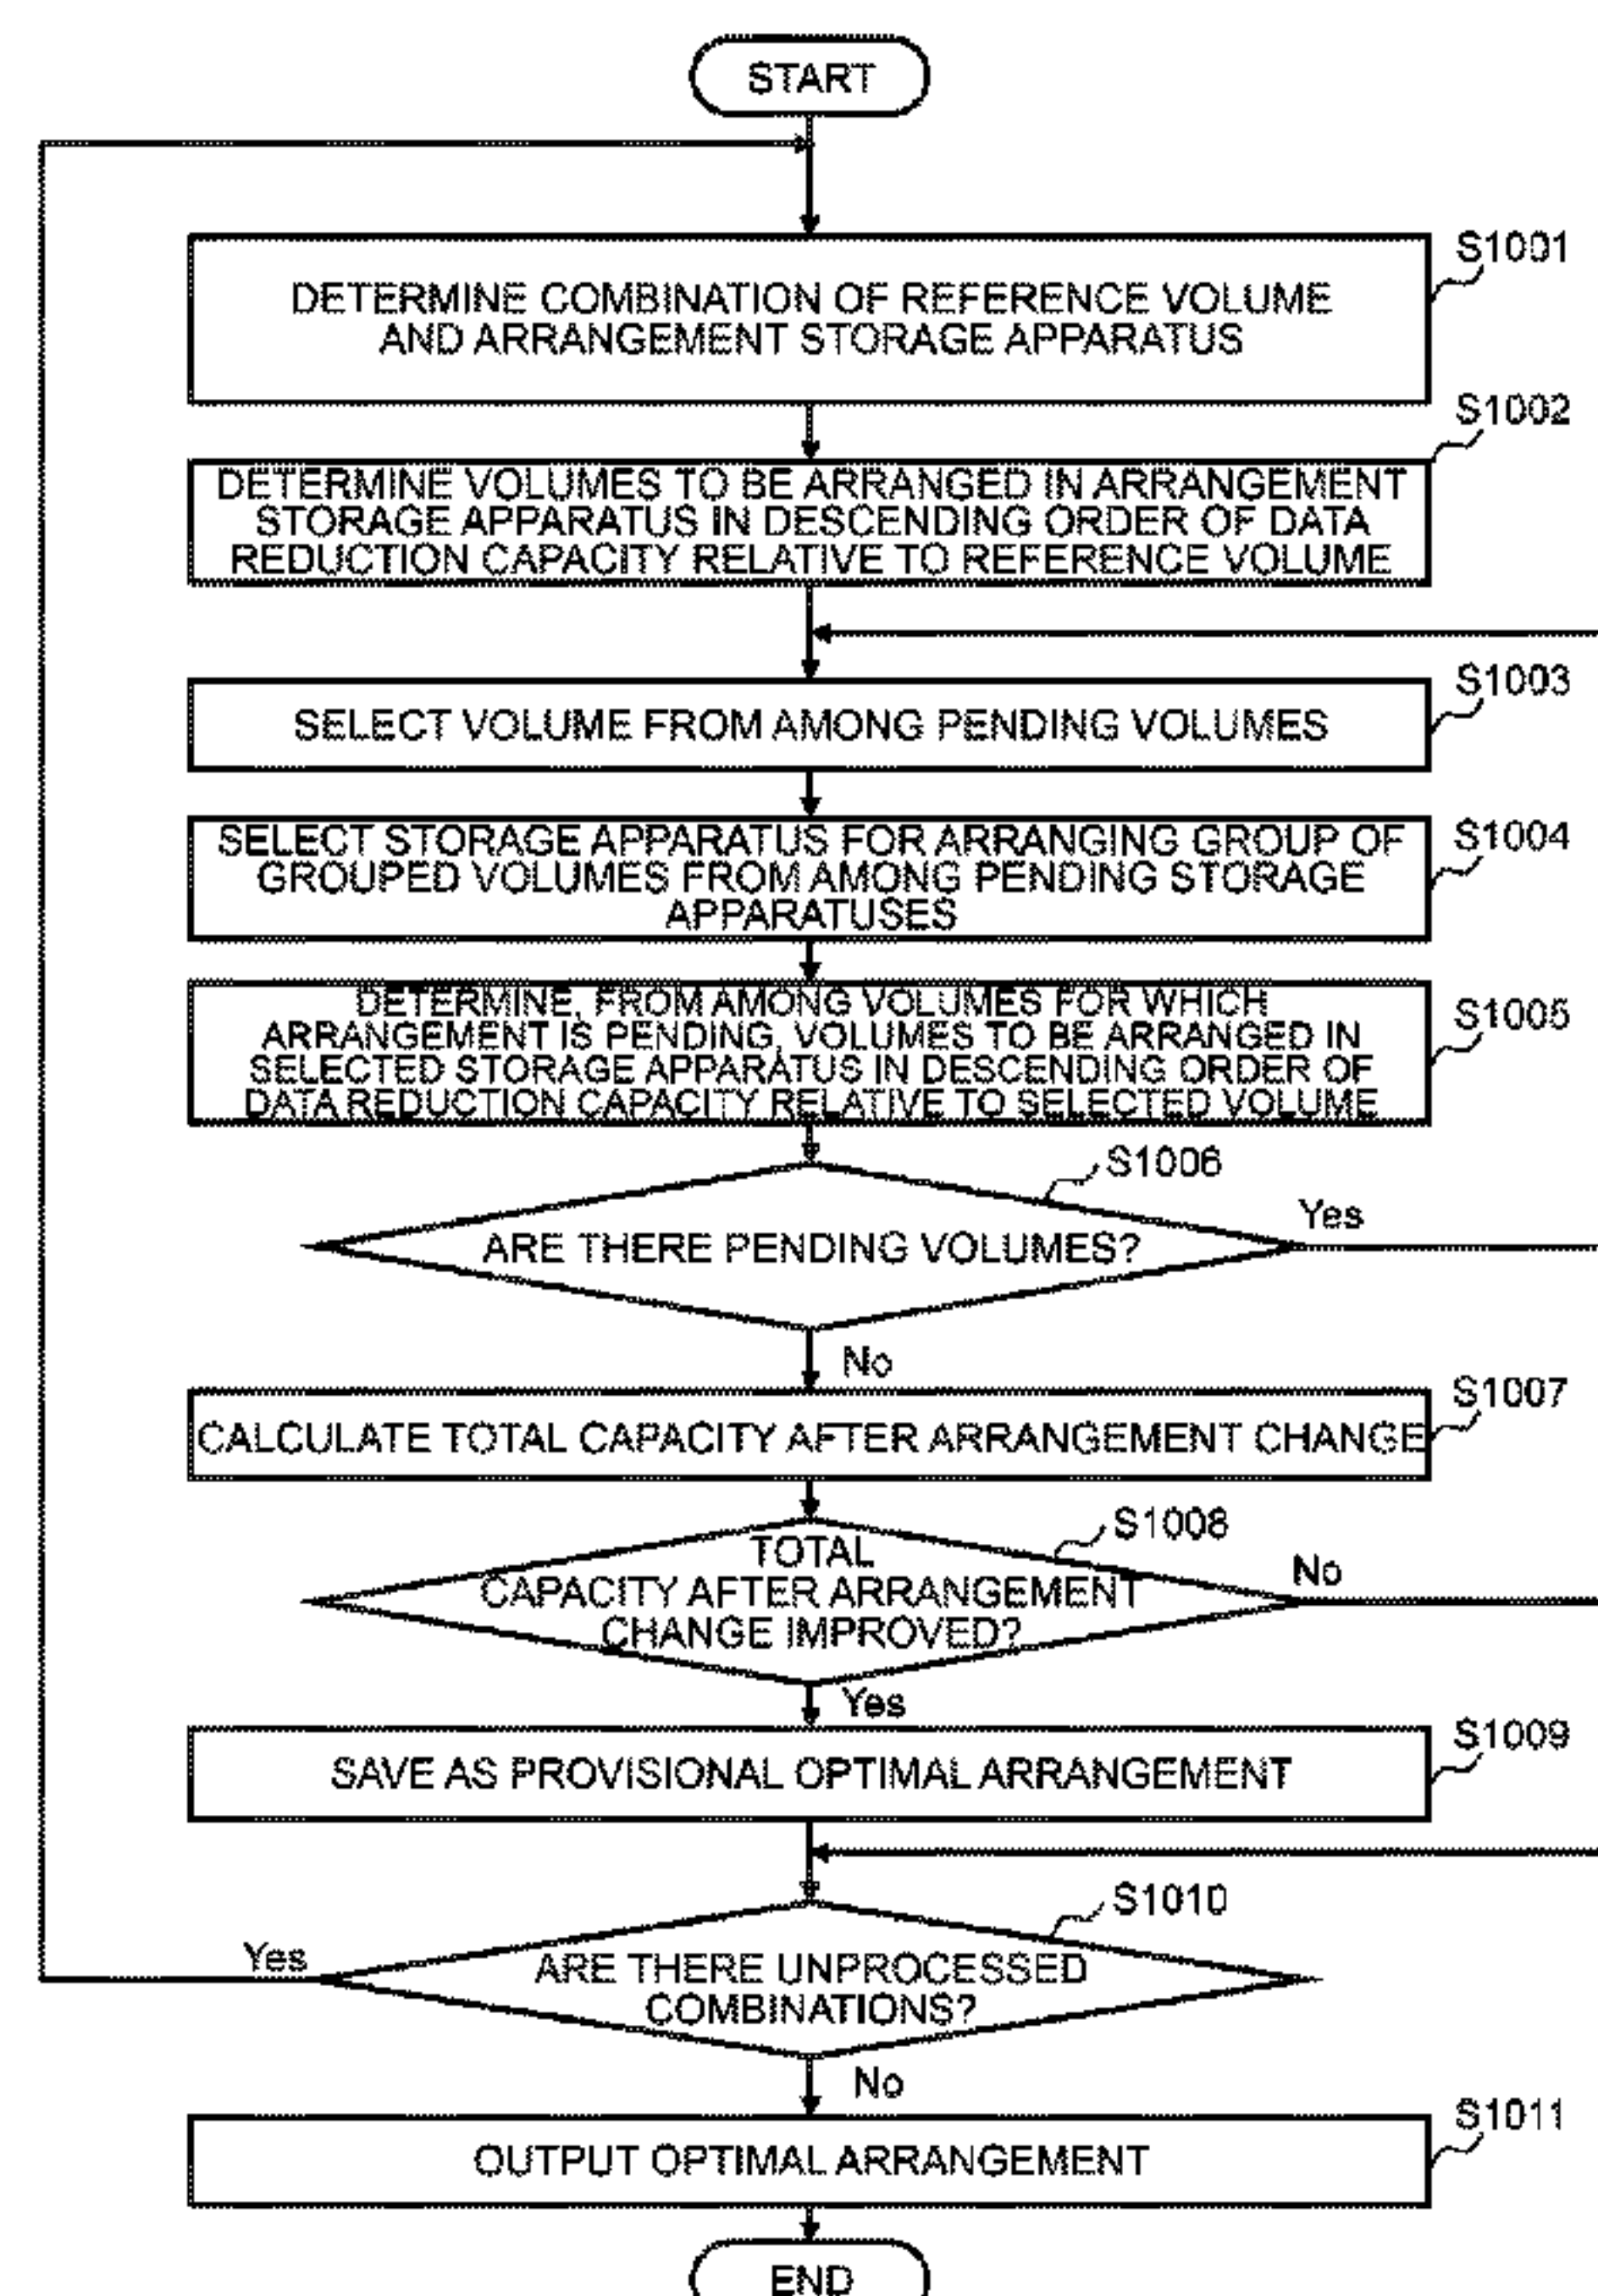 START
S1001
DETERMINE COMBINATION OF REFERENCE VOLUME
AND ARRANGEMENT STORAGE APPARATUS
S1002
DETERMINE VOLUMES TO BE ARRANGED IN ARRANGEMENT
STORAGE APPARATUS IN DESCENDING ORDER OF DATA
REDUCTION CAPACITY RELATIVE TO REFERENCE VOLUME
S1003
SELECT VOLUME FROM AMONG PENDING VOLUMES
S1004
SELECT STORAGE APPARATUS FOR ARRANGING GROUP OF
GROUPED VOLUMES FROM AMONG PENDING STORAGE
APPARATUSES
S1005
DETERMINE, FROM AMONG VOLUMES FOR WHICH
ARRANGEMENT IS PENDING, VOLUMES TO BE ARRANGED IN
SELECTED STORAGE APPARATUS IN DESCENDING ORDER OF
DATA REDUCTION CAPACITY RELATIVE TO SELECTED VOLUME
S1006
Yes
ARE THERE PENDING VOLUMES?
No
S1007
CALCULATE TOTAL CAPACITY AFTER ARRANGEMENT CHANGE
S1008
TOTAL
No
CAPACITY AFTER ARRANGEMENT
CHANGE IMPROVED?
Yes
S1009
SAVE AS PROVISIONAL OPTIMAL ARRANGEMENT
S1010
Yes
ARE THERE UNPROCESSED
COMBINATIONS?
No
S1011
OUTPUT OPTIMAL ARRANGEMENT
END